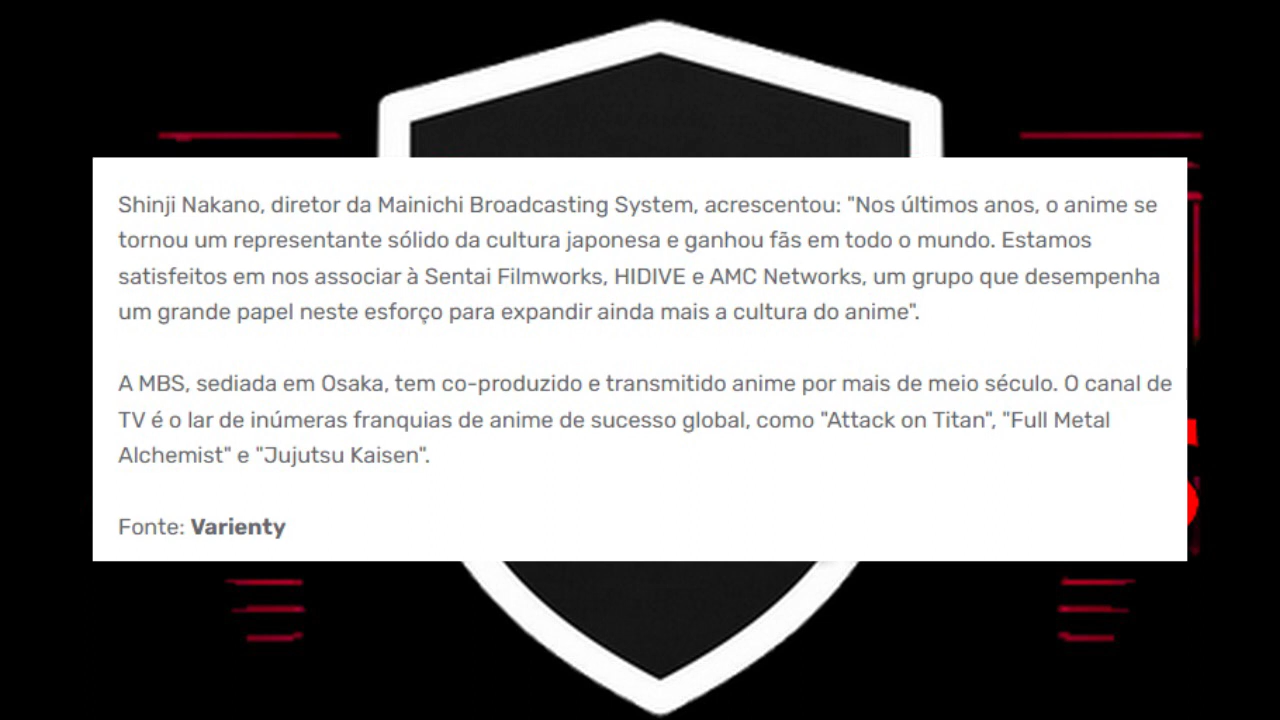 Shinji Nakano, diretor da Mainichi Broadcasting System, acrescentou: "Nos últimos anos, o anime se
tornou um representante sólido da cultura japonesa e ganhou fãs em todo o mundo. Estamos
satisfeitos em nos associar à Sentai Filmworks, HIDIVE e AMC Networks, um grupo que desempenha
um grande papel neste esforço para expandir ainda mais a cultura do anime".
A MBS, sediada em Osaka, tem co-produzido e transmitido anime por mais de meio século. O canal de
TV é o lar de inúmeras franquias de anime de sucesso global, como "Attack on Titan", "Full Metal
Alchemist" e "Jujutsu Kaisen".
Fonte: Varienty